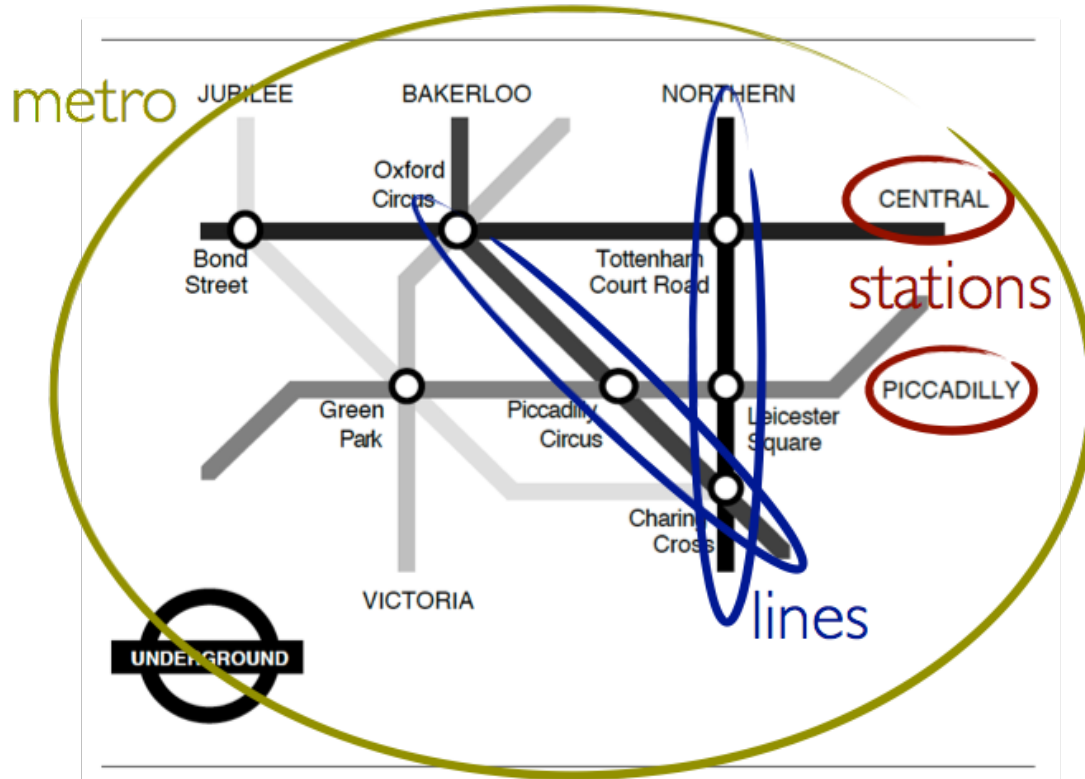 metro
JUBILEE
BAKERLOO
NORTHERN
Oxford
Circus
CENTRAL
Bond
Street
Tottenham
Court Road
stations
Green
Park
Piccadilly
Circus
Leicester
Square
PICCADILLY
Charing
Cross
VICTORIA
lines
UNDERGROUND